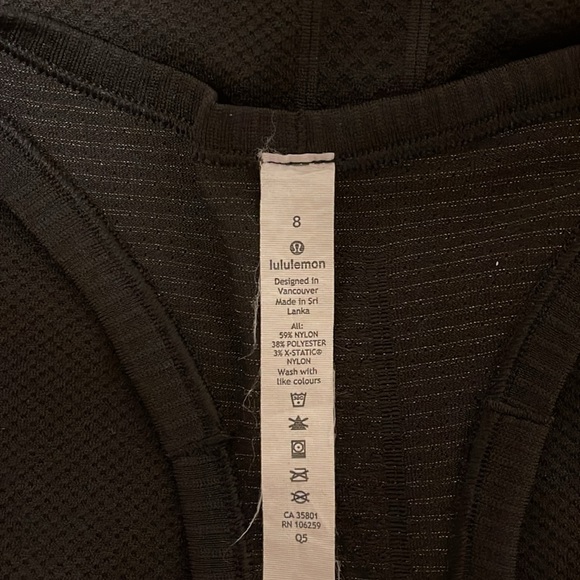 8
lululemon
Designed in
Vancouver
Made in Sri
Lanka
All:
59% NYLON
38% POLYESTER
3% X-STATIC®
NYLON
Wash with
like colours
CA 35801
RN 106259
Q5